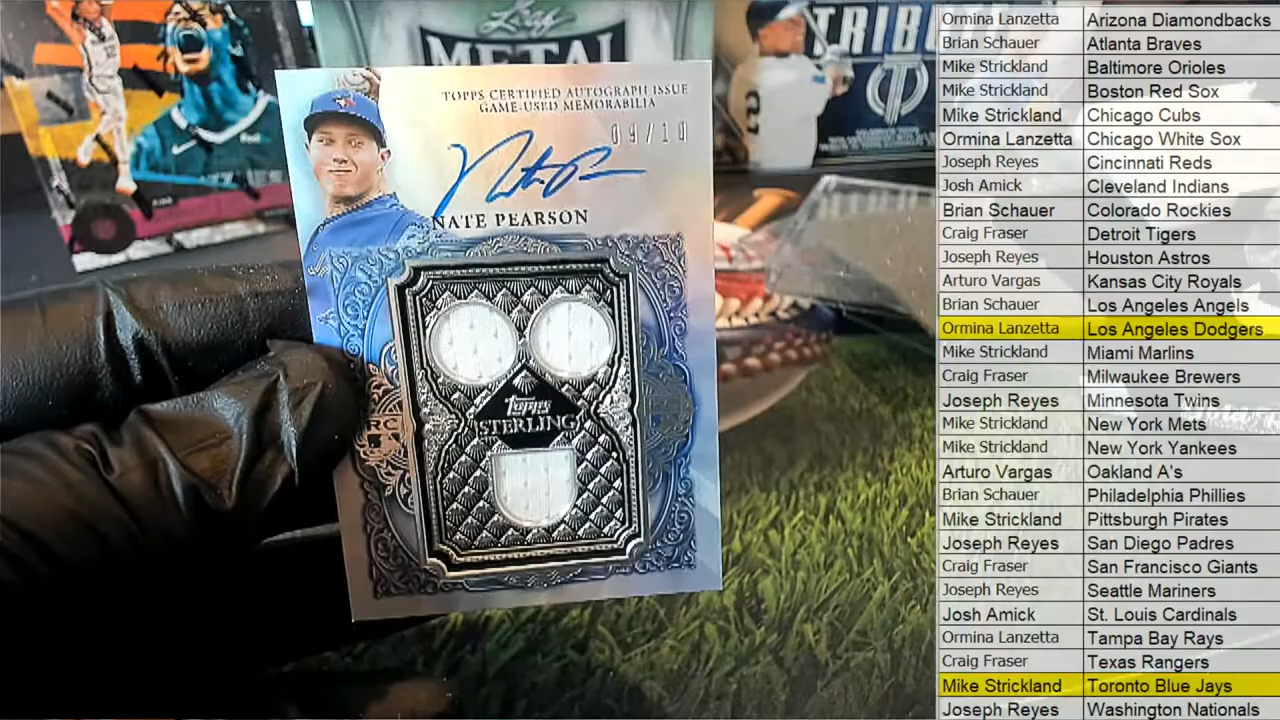 Leaf
METAL
TRIBU
2
TOPPS CERTIFIED AUTOGRAPH ISSUE
GAME-USED MEMORABILIA
09/10
NATE PEARSON
RC
Topps
STERLING
Ormina Lanzetta Arizona Diamondbacks
Brian Schauer Atlanta Braves
Mike Strickland Baltimore Orioles
Mike Strickland Boston Red Sox
Mike Strickland Chicago Cubs
Ormina Lanzetta Chicago White Sox
Joseph Reyes Cincinnati Reds
Josh Amick Cleveland Indians
Brian Schauer Colorado Rockies
Craig Fraser Detroit Tigers
Joseph Reyes Houston Astros
Arturo Vargas Kansas City Royals
Brian Schauer Los Angeles Angels
Ormina Lanzetta Los Angeles Dodgers
Mike Strickland Miami Marlins
Craig Fraser Milwaukee Brewers
Joseph Reyes Minnesota Twins
Mike Strickland New York Mets
Mike Strickland New York Yankees
Arturo Vargas Oakland A's
Brian Schauer Philadelphia Phillies
Mike Strickland Pittsburgh Pirates
Joseph Reyes San Diego Padres
Craig Fraser San Francisco Giants
Joseph Reyes Seattle Mariners
Josh Amick St. Louis Cardinals
Ormina Lanzetta Tampa Bay Rays
Craig Fraser Texas Rangers
Mike Strickland Toronto Blue Jays
Joseph Reyes Washington Nationals